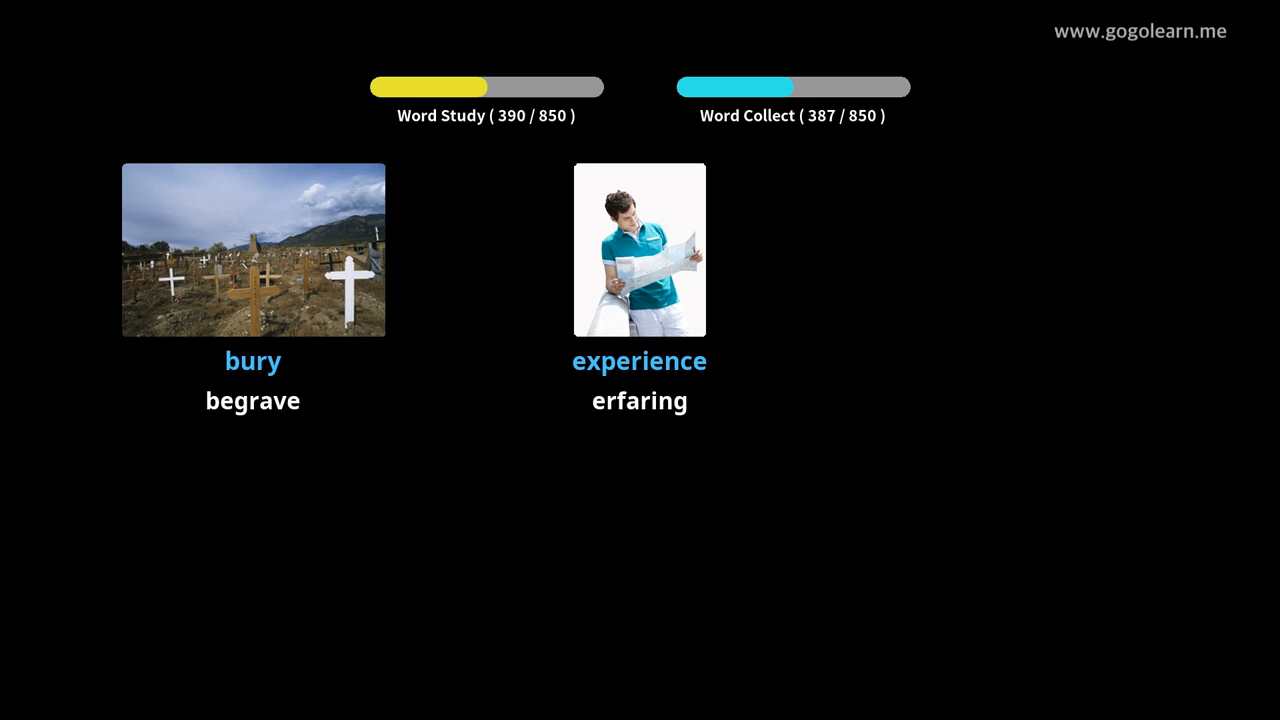 www.gogolearn.me
Word Study ( 390 / 850 )
Word Collect ( 387 / 850 )
bury
experience
begrave
erfaring